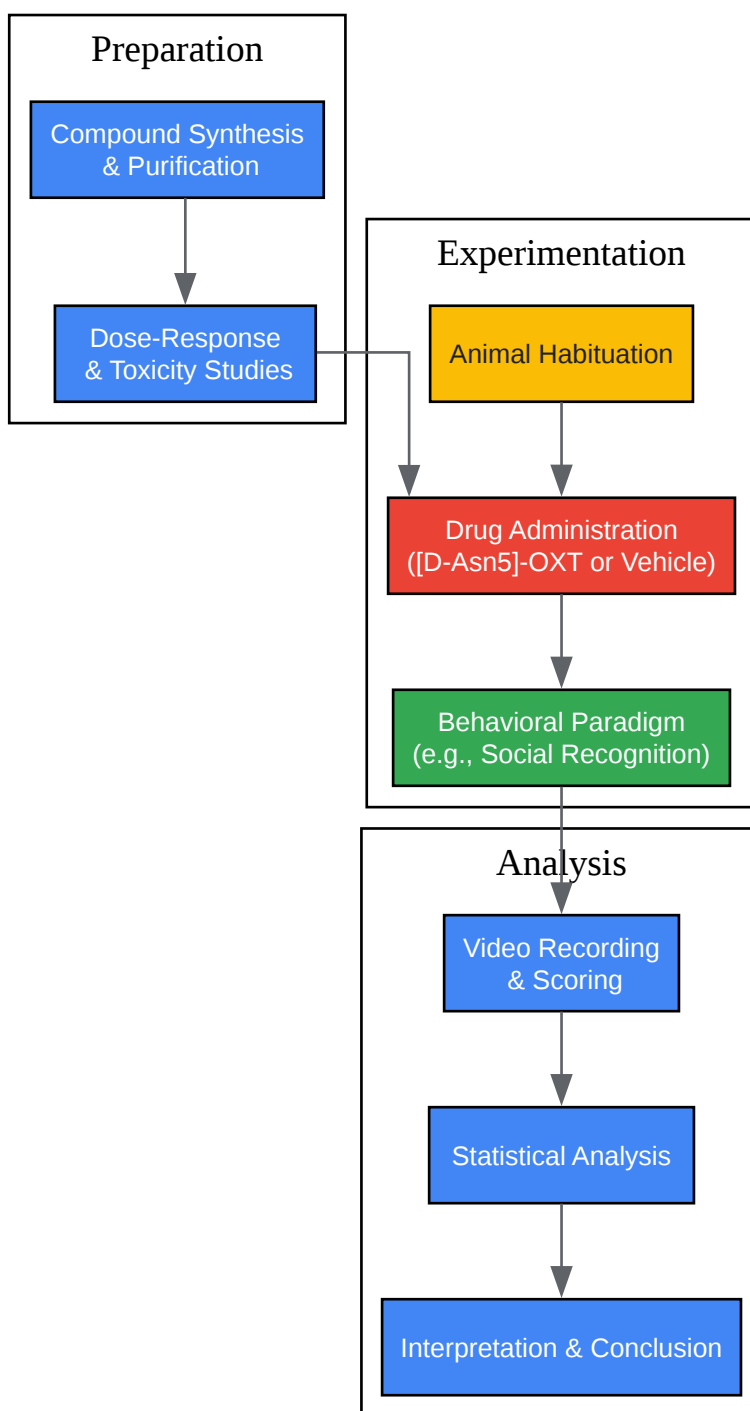 Preparation
Compound Synthesis
& Purification
Dose-Response
& Toxicity Studies
Experimentation
Animal Habituation
Drug Administration
([D-Asn5]-OXT or Vehicle)
Behavioral Paradigm
(e.g., Social Recognition)
Analysis
Video Recording
& Scoring
Statistical Analysis
Interpretation & Conclusion